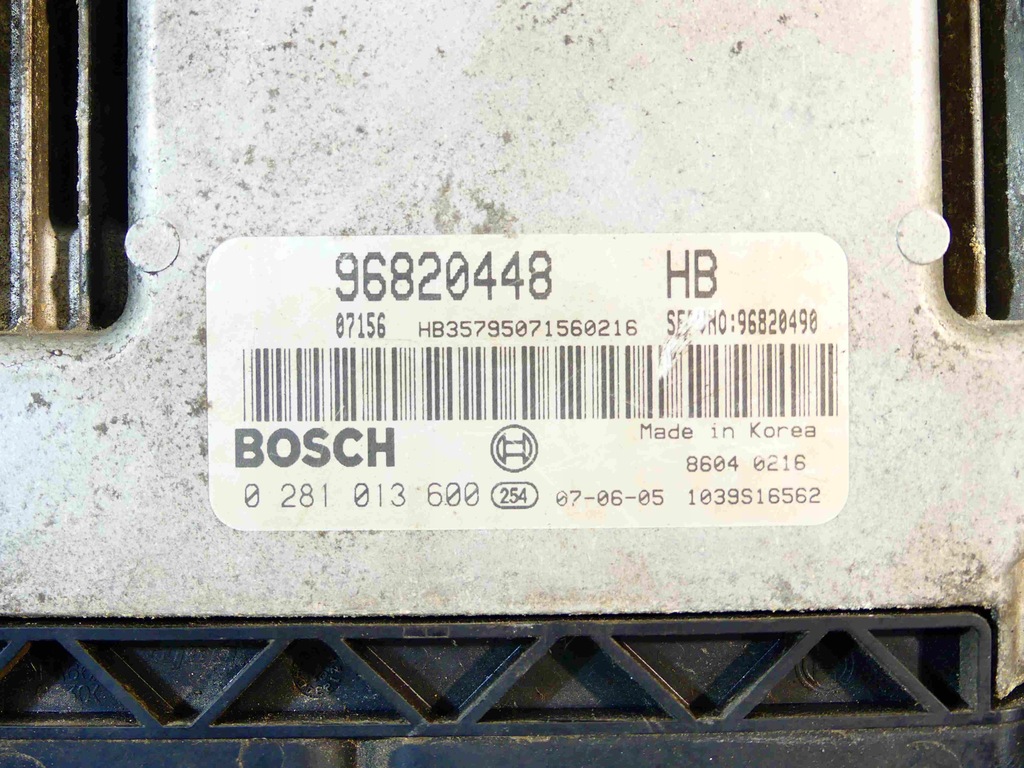 96820448 HB
07156 HB35795071560216 :96820490
BOSCH
Made in Korea
8604 0216
0 281 013 600 254 07-06-05 1039S16562